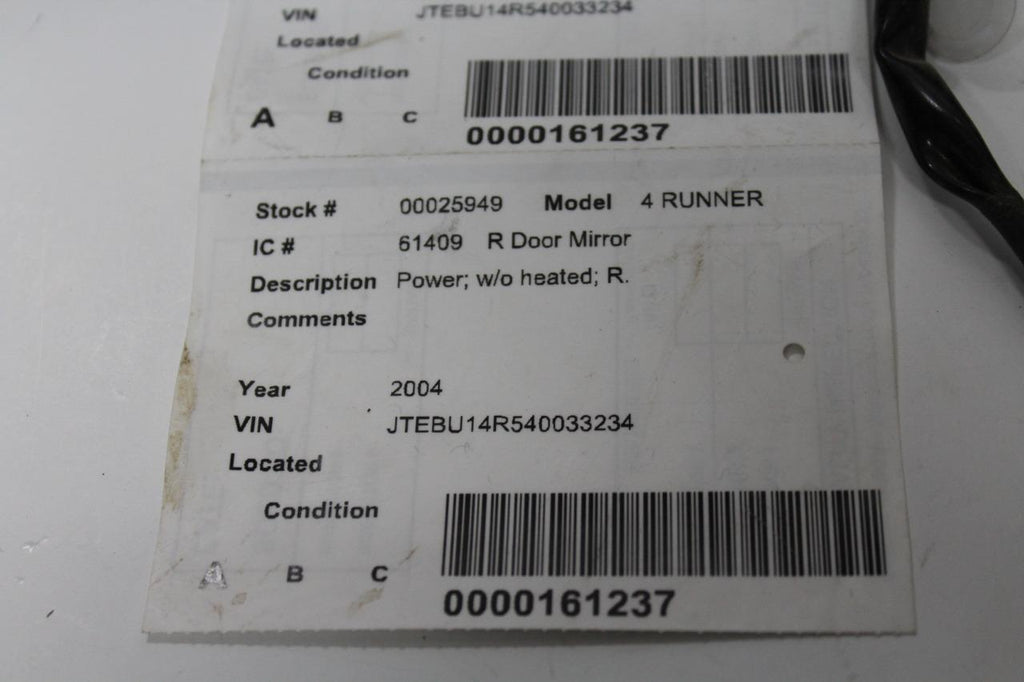 VIN JTEBU14R540033234
Located
Condition
A B C
0000161237
Stock # 00025949 Model 4 RUNNER
IC # 61409 R Door Mirror
Description Power; w/o heated; R.
Comments
Year 2004
VIN JTEBU14R540033234
Located
Condition
A B C
0000161237